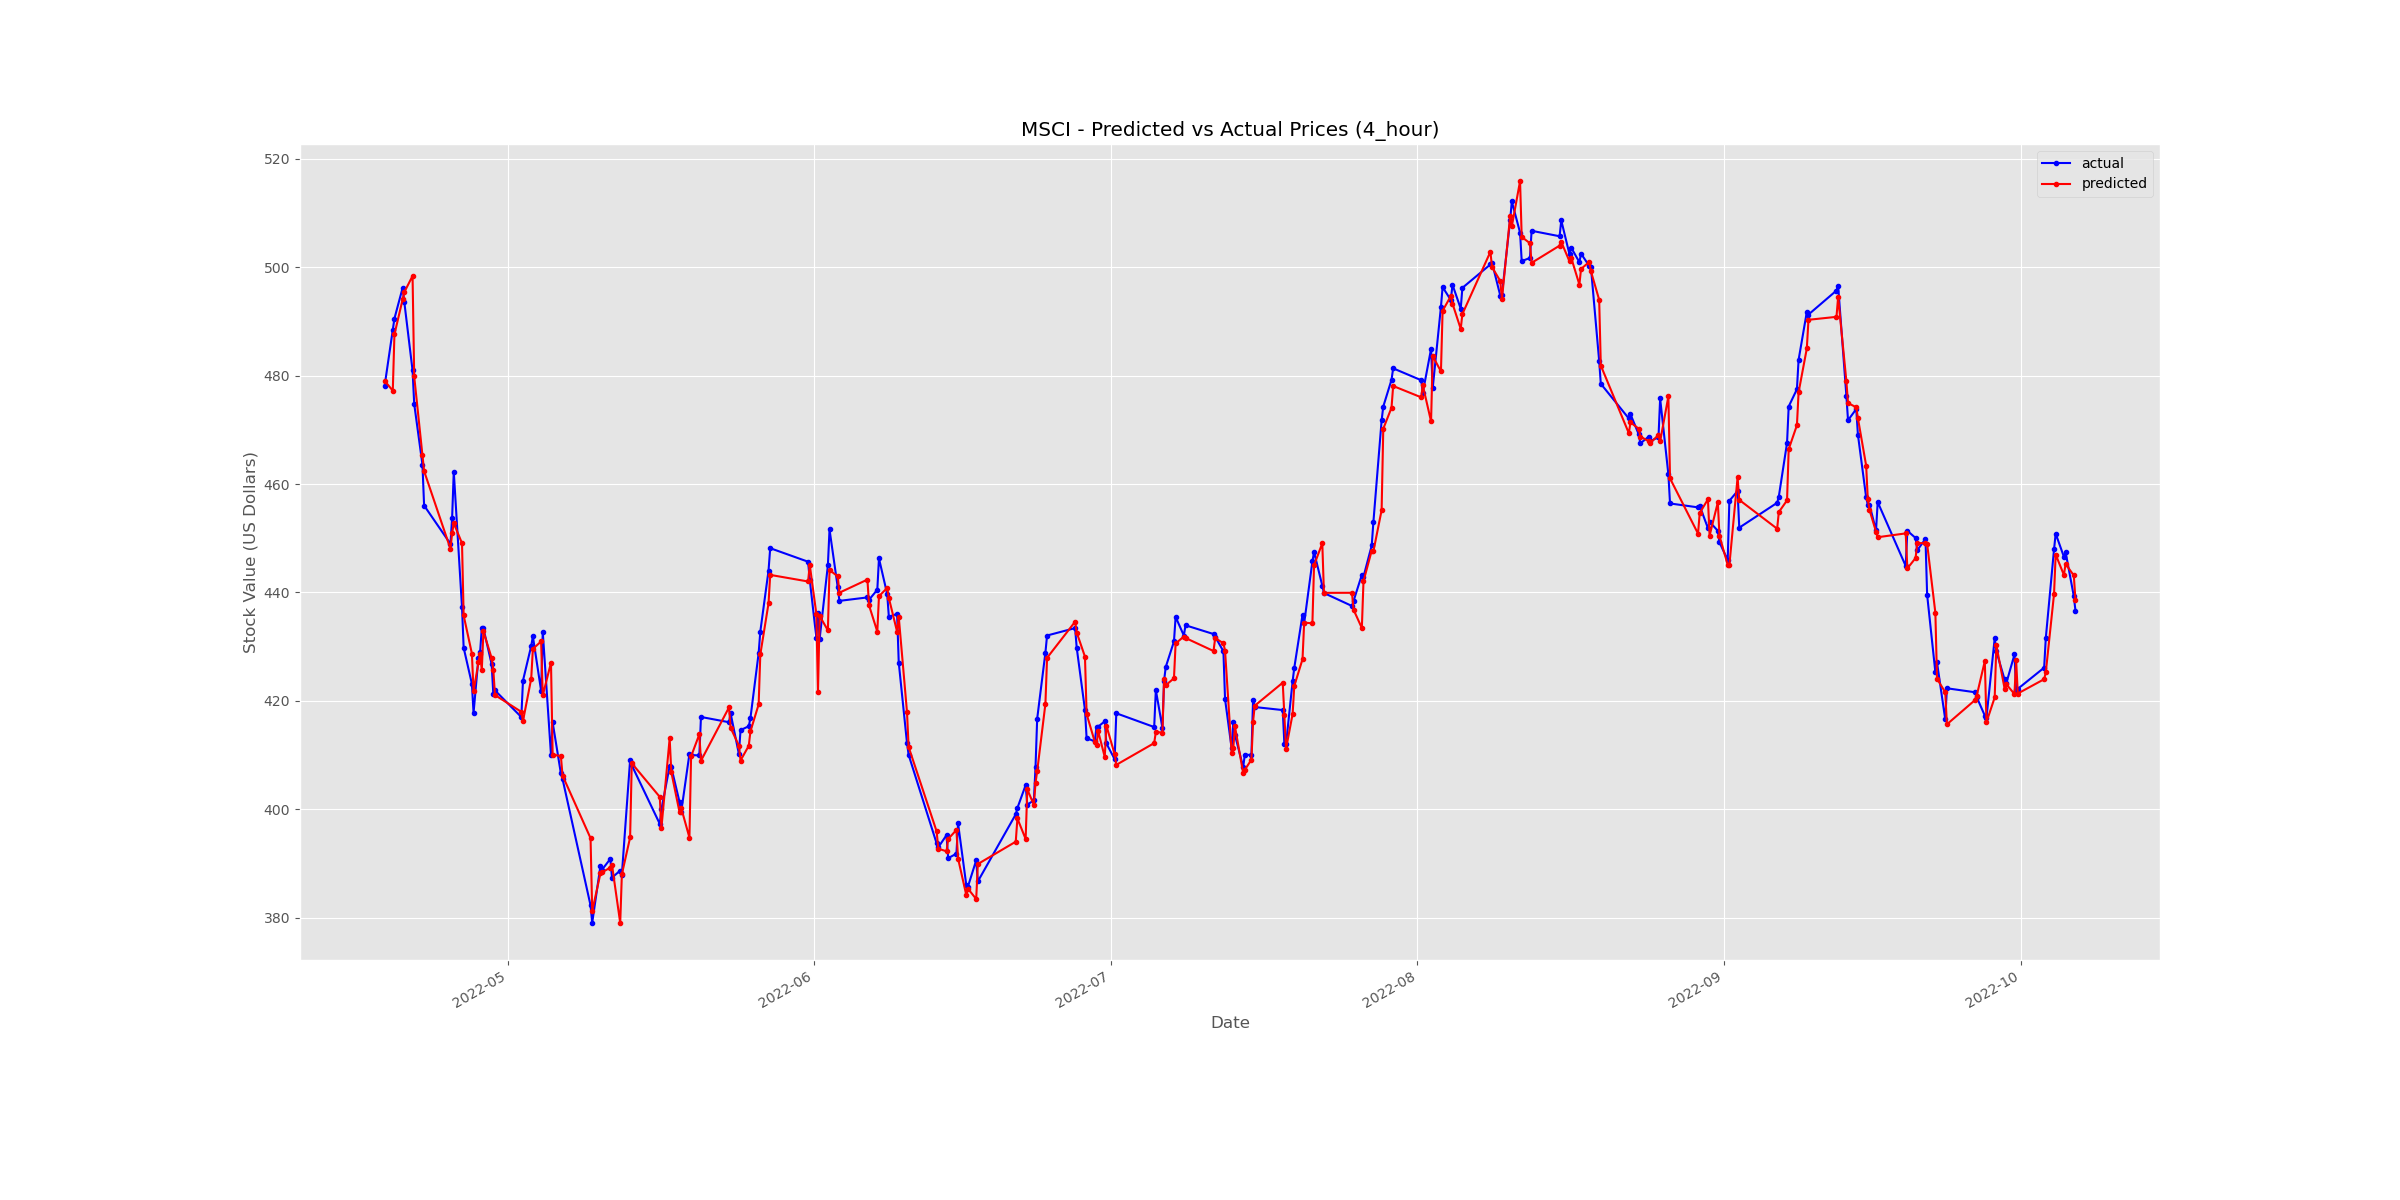 MSCI - Predicted vs Actual Prices (4_hour)
actual
predicted
520
500
480
460
440
420
400
380
Stock Value (US Dollars)
2022-05
2022-06
2022-07
2022-08
2022-09
2022-10
Date